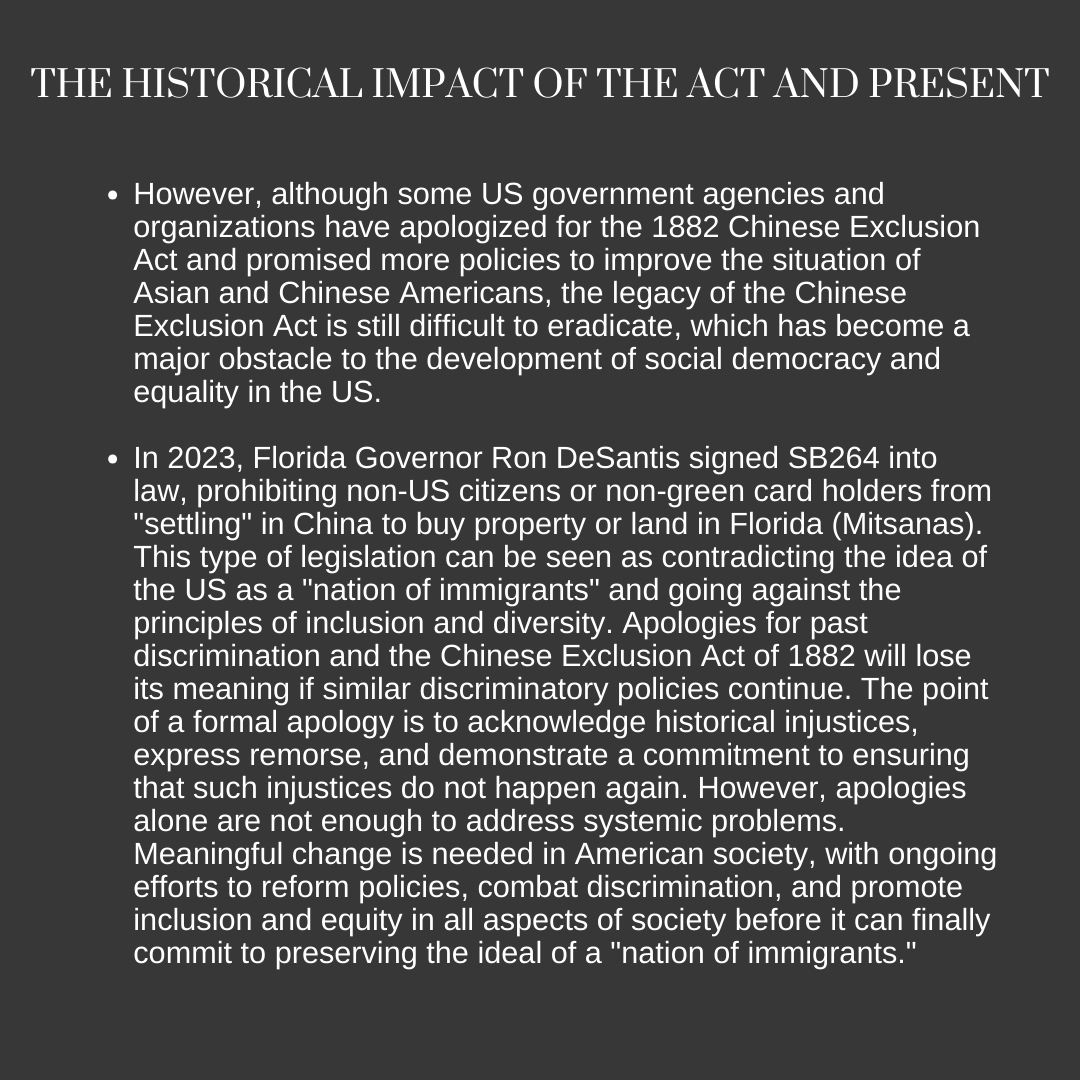 THE HISTORICAL IMPACT OF THE ACT AND PRESENT
• However, although some US government agencies and
organizations have apologized for the 1882 Chinese Exclusion
Act and promised more policies to improve the situation of
Asian and Chinese Americans, the legacy of the Chinese
Exclusion Act is still difficult to eradicate, which has become a
major obstacle to the development of social democracy and
equality in the US.
• In 2023, Florida Governor Ron DeSantis signed SB264 into
law, prohibiting non-US citizens or non-green card holders from
"settling" in China to buy property or land in Florida (Mitsanas).
This type of legislation can be seen as contradicting the idea of
the US as a "nation of immigrants" and going against the
principles of inclusion and diversity. Apologies for past
discrimination and the Chinese Exclusion Act of 1882 will lose
its meaning if similar discriminatory policies continue. The point
of a formal apology is to acknowledge historical injustices,
express remorse, and demonstrate a commitment to ensuring
that such injustices do not happen again. However, apologies
alone are not enough to address systemic problems.
Meaningful change is needed in American society, with ongoing
efforts to reform policies, combat discrimination, and promote
inclusion and equity in all aspects of society before it can finally
commit to preserving the ideal of a "nation of immigrants."